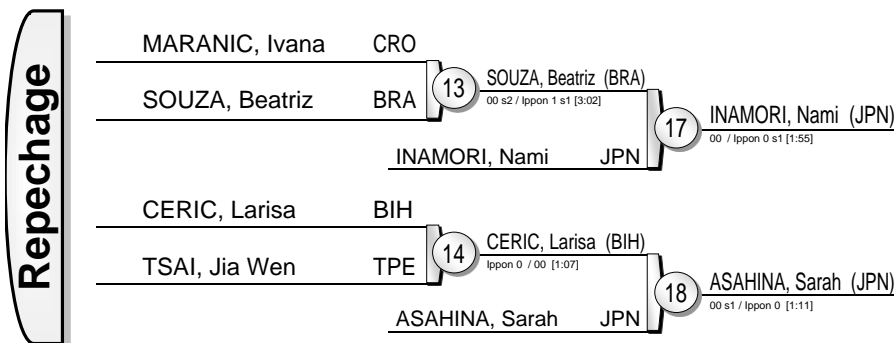 Repechage
MARANIC, Ivana CRO
SOUZA, Beatriz BRA
13
SOUZA, Beatriz (BRA)
00 s2 / Ippon 1 s1 [3:02]
INAMORI, Nami JPN
17
INAMORI, Nami (JPN)
00 / Ippon 0 s1 [1:55]
CERIC, Larisa BIH
TSAI, Jia Wen TPE
14
CERIC, Larisa (BIH)
Ippon 0 / 00 [1:07]
ASAHINA, Sarah JPN
18
ASAHINA, Sarah (JPN)
00 s1 / Ippon 0 [1:11]